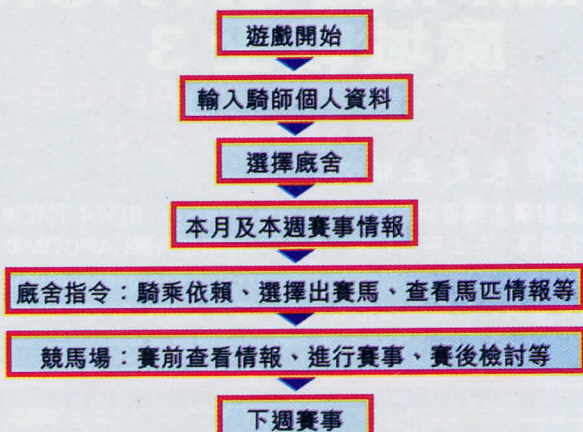 遊戲開始
輸入騎師個人資料
選擇廐舍
本月及本週賽事情報
廐舍指令：騎乘依賴、選擇出賽馬、查看馬匹情報等
競馬場：賽前查看情報、進行賽事、賽後檢討等
下週賽事